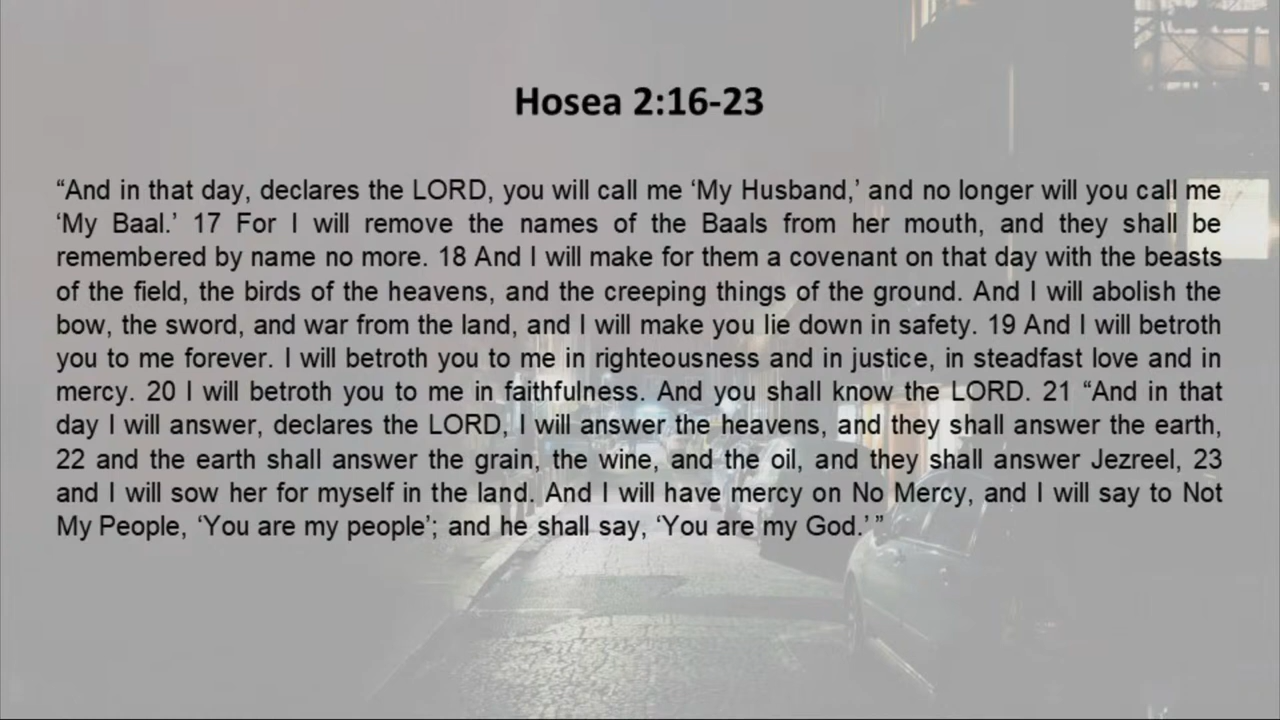 Hosea 2:16-23
“And in that day, declares the LORD, you will call me ‘My Husband,’ and no longer will you call me
‘My Baal.’ 17 For I will remove the names of the Baals from her mouth, and they shall be
remembered by name no more. 18 And I will make for them a covenant on that day with the beasts
of the field, the birds of the heavens, and the creeping things of the ground. And I will abolish the
bow, the sword, and war from the land, and I will make you lie down in safety. 19 And I will betroth
you to me forever. I will betroth you to me in righteousness and in justice, in steadfast love and in
mercy. 20 I will betroth you to me in faithfulness. And you shall know the LORD. 21 “And in that
day I will answer, declares the LORD, I will answer the heavens, and they shall answer the earth,
22 and the earth shall answer the grain, the wine, and the oil, and they shall answer Jezreel, 23
and I will sow her for myself in the land. And I will have mercy on No Mercy, and I will say to Not
My People, ‘You are my people’; and he shall say, ‘You are my God.’ ”